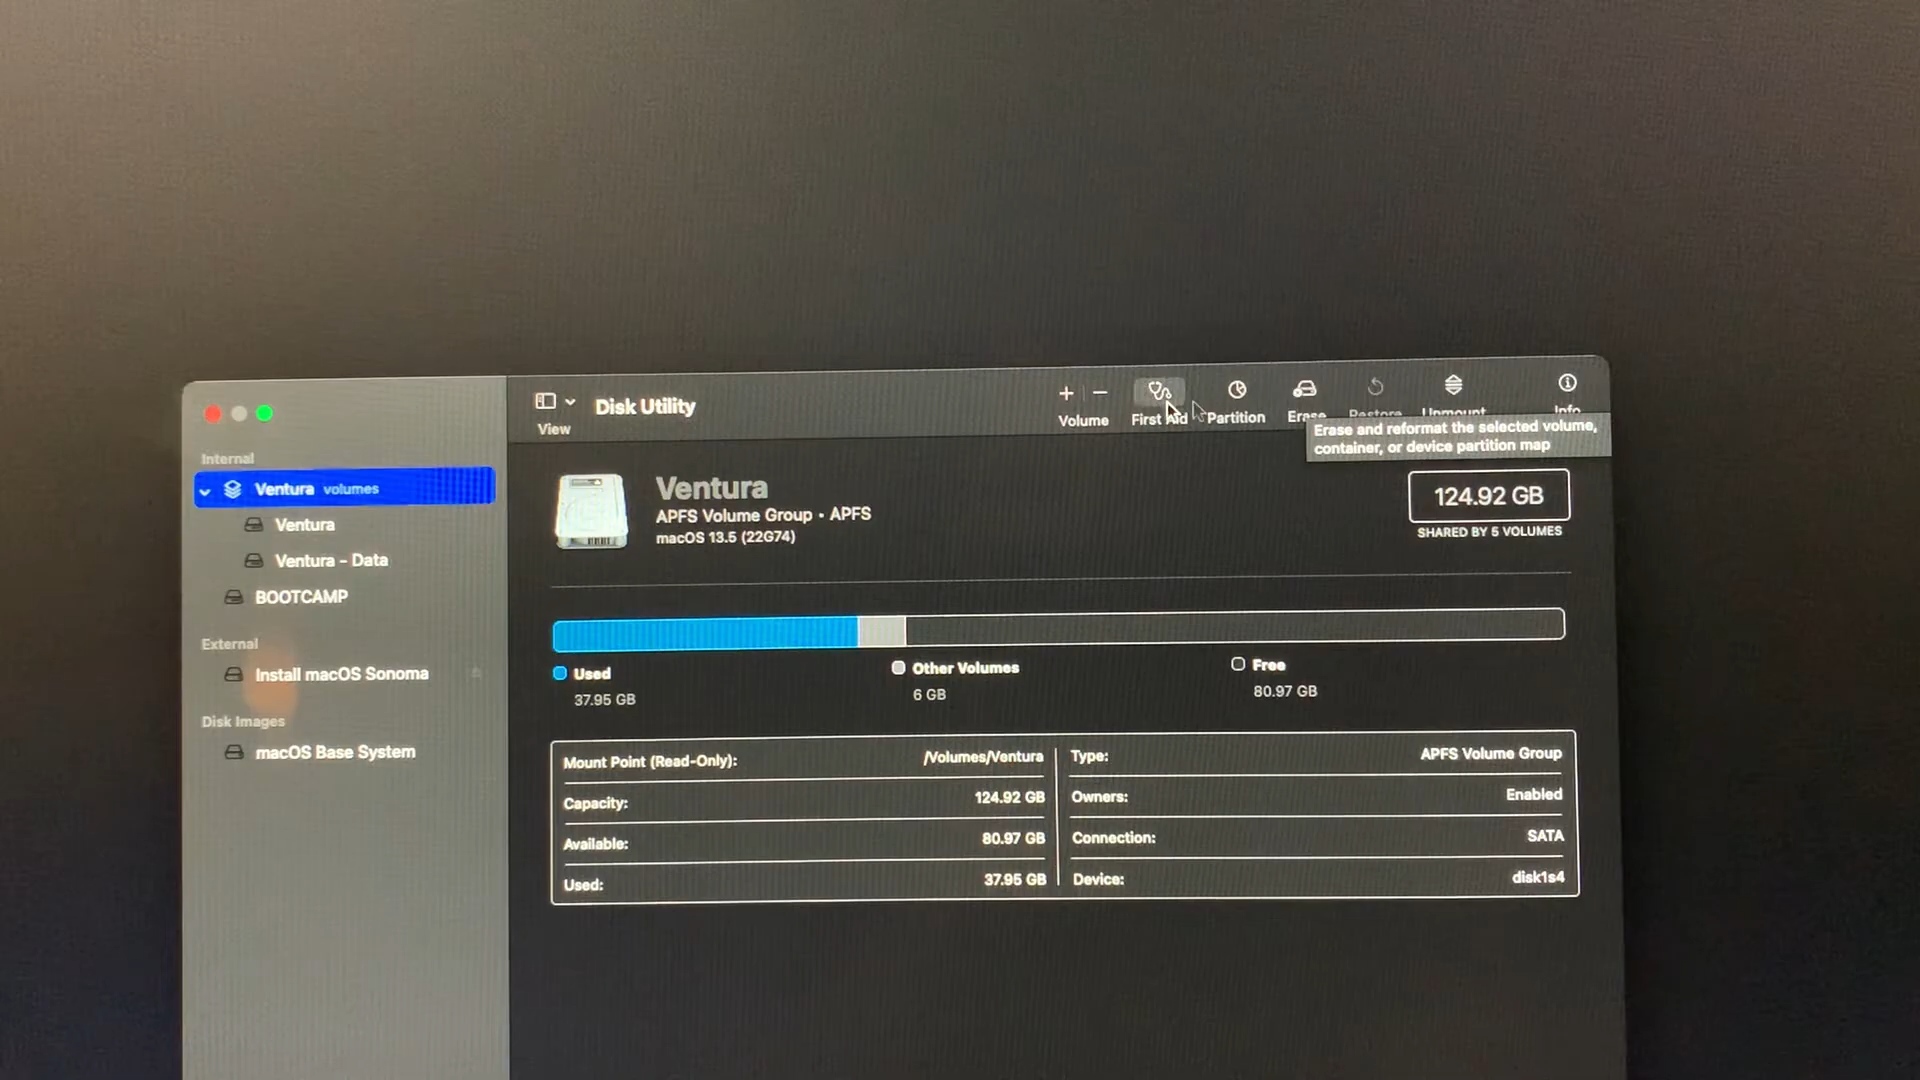 Disk Utility
View
Volume
First Aid
Partition
Erase
Restore
Unmount
Info
Erase and reformat the selected volume,
container, or device partition map
Internal
Ventura volumes
Ventura
Ventura - Data
BOOTCAMP
External
Install macOS Sonoma
Disk Images
macOS Base System
Ventura
APFS Volume Group • APFS
macOS 13.5 (22G74)
124.92 GB
SHARED BY 5 VOLUMES
Used
37.95 GB
Other Volumes
6 GB
Free
80.97 GB
Mount Point (Read-Only): /Volumes/Ventura
Capacity: 124.92 GB
Available: 80.97 GB
Used: 37.95 GB
Type: APFS Volume Group
Owners: Enabled
Connection: SATA
Device: disk1s4